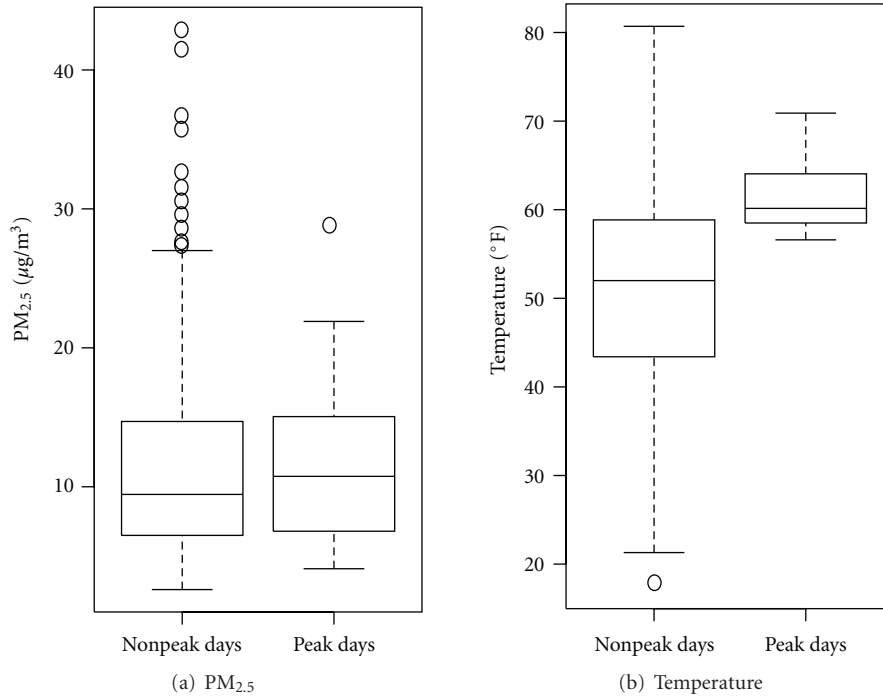 40
30
20
10
PM2.5 (μg/m³)
Nonpeak days
Peak days
(a) PM2.5
80
70
60
50
40
30
20
Temperature (°F)
Nonpeak days
Peak days
(b) Temperature